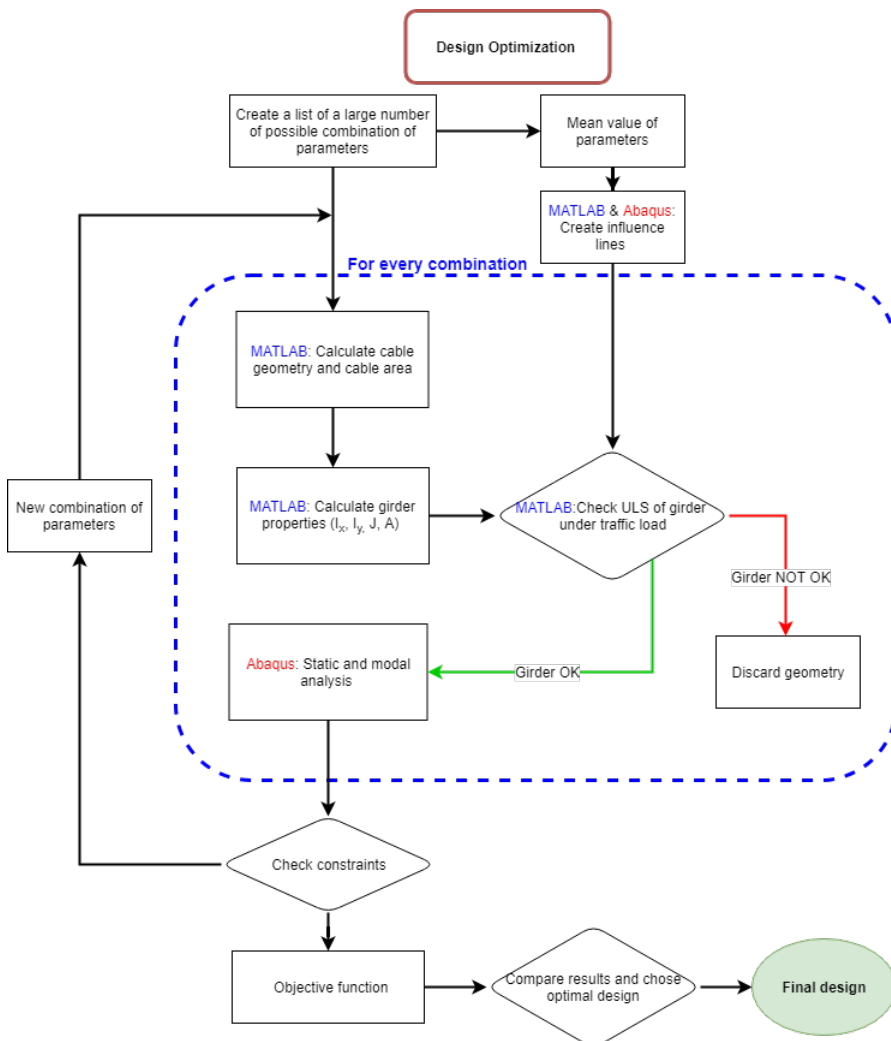 Design Optimization
Create a list of a large number
of possible combination of
parameters
Mean value of
parameters
MATLAB & Abaqus:
Create influence
lines
For every combination
MATLAB: Calculate cable
geometry and cable area
New combination of
parameters
MATLAB: Calculate girder
properties (Ix, Iy, J, A)
MATLAB:Check ULS of girder
under traffic load
Girder NOT OK
Abaqus: Static and modal
analysis
Girder OK
Discard geometry
Check constraints
Objective function
Compare results and chose
optimal design
Final design